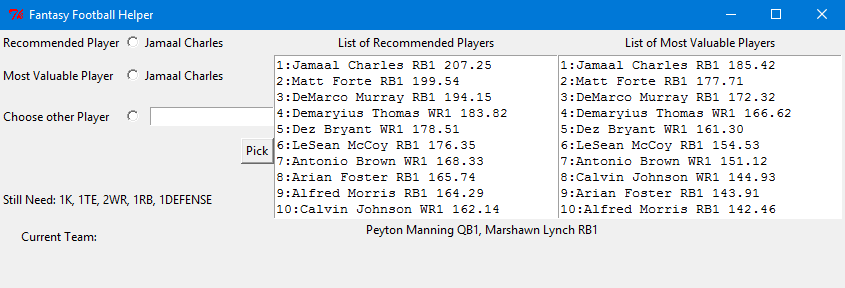 Fantasy Football Helper
Recommended Player Jamaal Charles
Most Valuable Player Jamaal Charles
Choose other Player
Pick
Still Need: 1K, 1TE, 2WR, 1RB, 1DEFENSE
List of Recommended Players
1:Jamaal Charles RB1 207.25
2:Matt Forte RB1 199.54
3:DeMarco Murray RB1 194.15
4:Demaryius Thomas WR1 183.82
5:Dez Bryant WR1 178.51
6:LeSean McCoy RB1 176.35
7:Antonio Brown WR1 168.33
8:Arian Foster RB1 165.74
9:Alfred Morris RB1 164.29
10:Calvin Johnson WR1 162.14
List of Most Valuable Players
1:Jamaal Charles RB1 185.42
2:Matt Forte RB1 177.71
3:DeMarco Murray RB1 172.32
4:Demaryius Thomas WR1 166.62
5:Dez Bryant WR1 161.30
6:LeSean McCoy RB1 154.53
7:Antonio Brown WR1 151.12
8:Calvin Johnson WR1 144.93
9:Arian Foster RB1 143.91
10:Alfred Morris RB1 142.46
Current Team: Peyton Manning QB1, Marshawn Lynch RB1